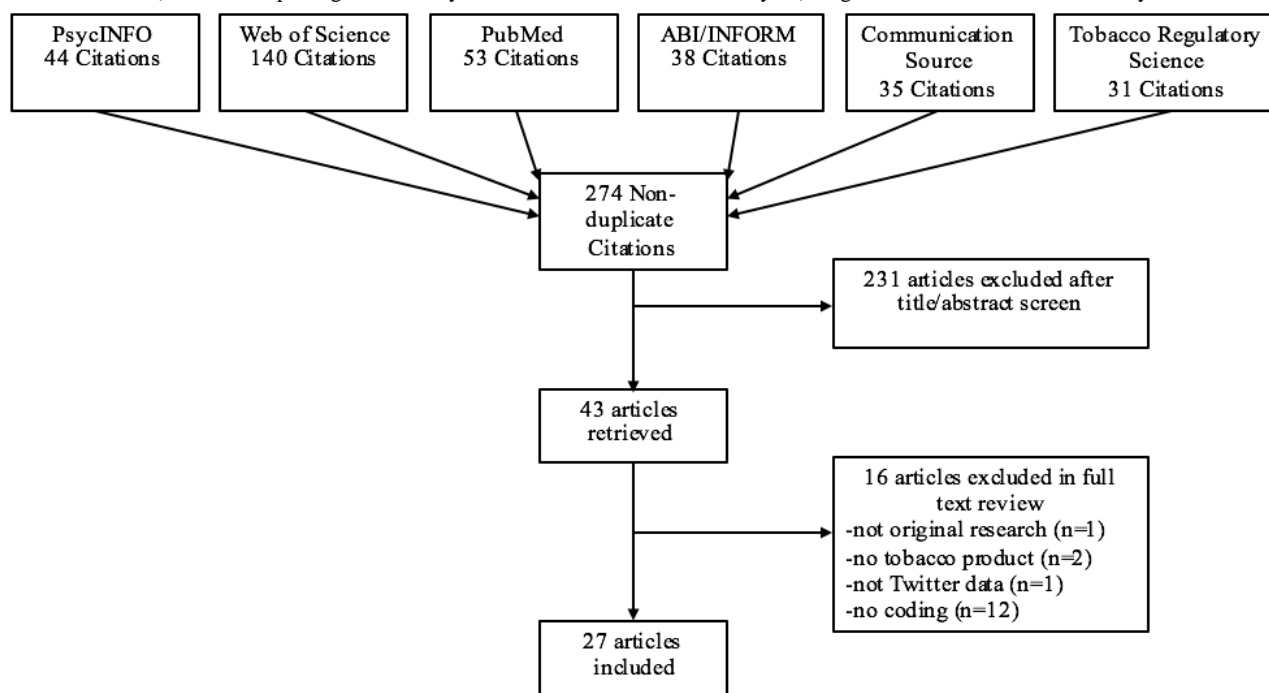 PsycINFO
44 Citations
Web of Science
140 Citations
PubMed
53 Citations
ABI/INFORM
38 Citations
Communication
Source
35 Citations
Tobacco Regulatory
Science
31 Citations
274 Non-
duplicate
Citations
231 articles excluded after
title/abstract screen
43 articles
retrieved
16 articles excluded in full
text review
-not original research (n=1)
-no tobacco product (n=2)
-not Twitter data (n=1)
-no coding (n=12)
27 articles
included